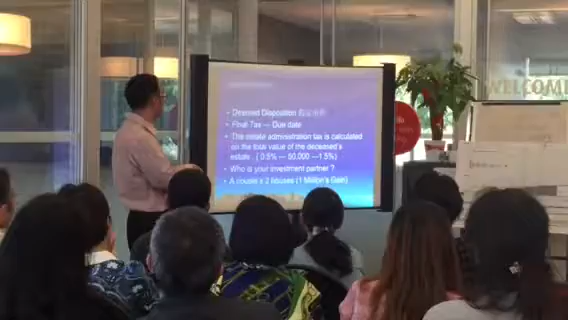 • Deemed Disposition
• Final Tax — Due date
• The estate administration tax is calculated
on the total value of the deceased's
estate . ( 0.5% — 50,000 —1.5%)
• Who is your investment partner ?
• A couple's 2 houses (1 Million's Gain)
WELCOME